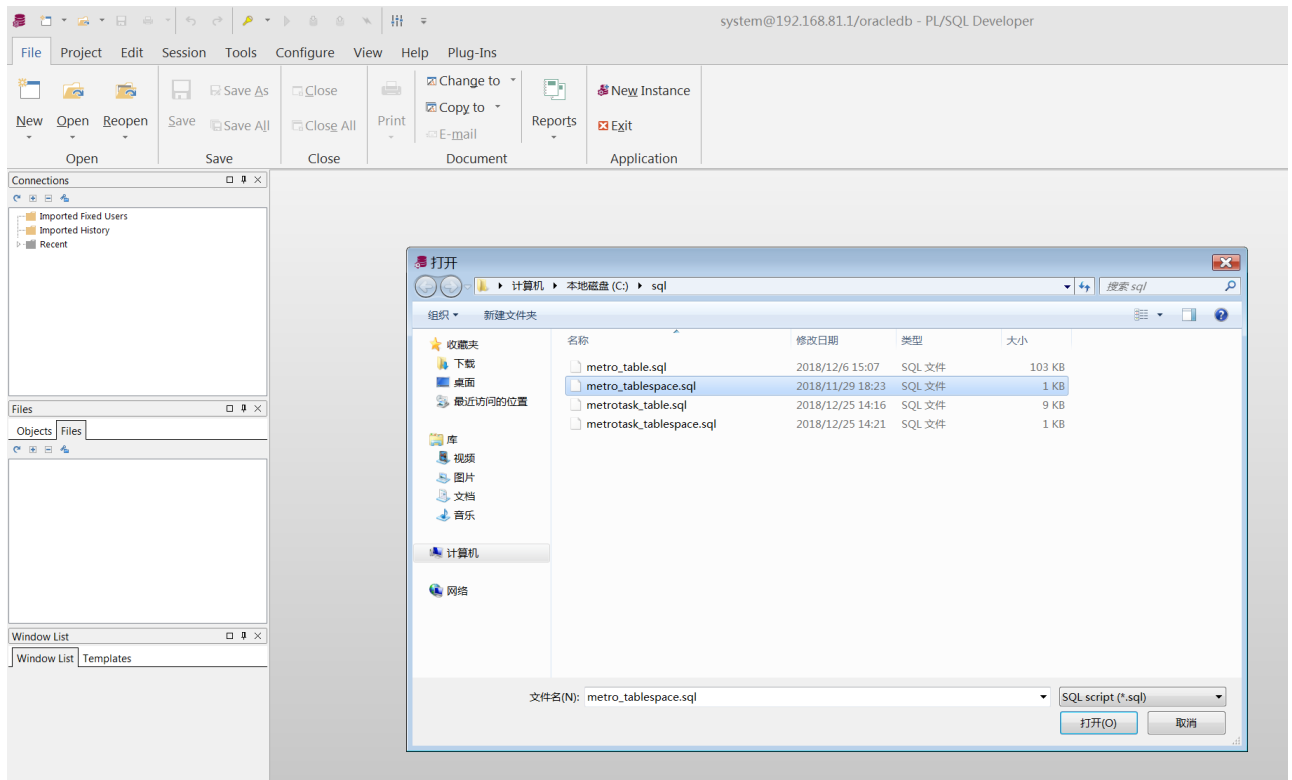 system@192.168.81.1/oracledb - PL/SQL Developer
File Project Edit Session Tools Configure View Help Plug-Ins
New Open Reopen Save Save As Save All Close Close All Print Change to Copy to E-mail Reports New Instance Exit
Open Save Close Document Application
Connections
Imported Fixed Users
Imported History
Recent
Files
Objects Files
Window List
Window List Templates
打开
计算机 本地磁盘 (C:) sql 搜索 sql
组织 新建文件夹
收藏夹
下载
桌面
最近访问的位置
库
视频
图片
文档
音乐
计算机
网络
名称 修改日期 类型 大小
metro_table.sql 2018/12/6 15:07 SQL 文件 103 KB
metro_tablespace.sql 2018/11/29 18:23 SQL 文件 1 KB
metrotask_table.sql 2018/12/25 14:16 SQL 文件 9 KB
metrotask_tablespace.sql 2018/12/25 14:21 SQL 文件 1 KB
文件名(N): metro_tablespace.sql SQL script (*.sql)
打开(O) 取消